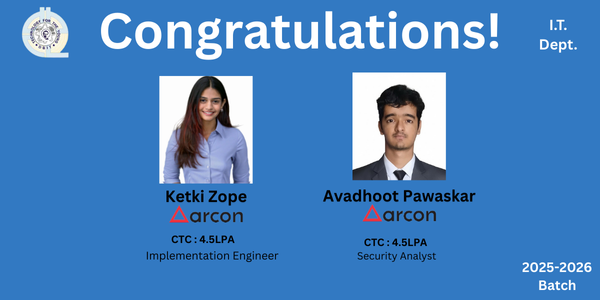 Congratulations!
I.T.
Dept.
Ketki Zope
arcon
CTC : 4.5LPA
Implementation Engineer
Avadhoot Pawaskar
arcon
CTC : 4.5LPA
Security Analyst
2025-2026
Batch